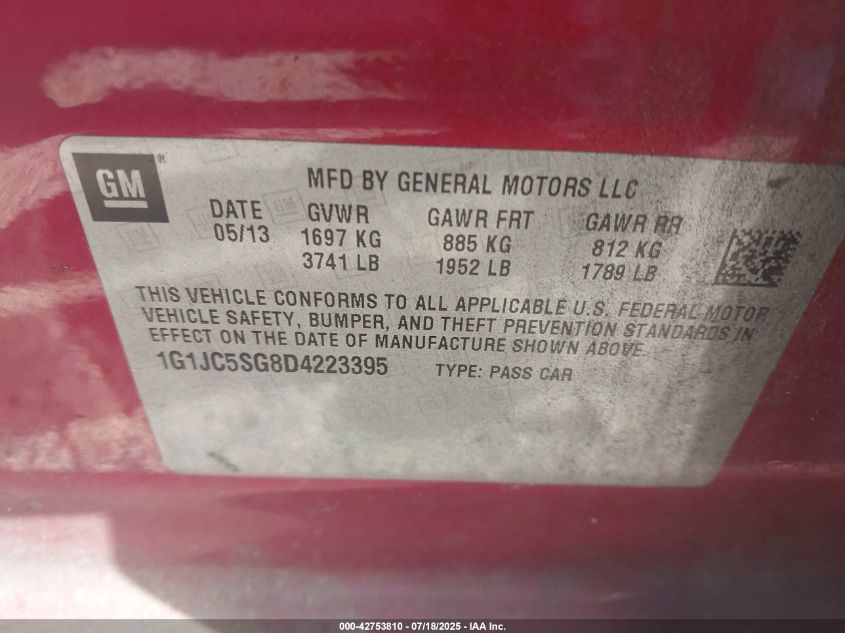 GM ®
MFD BY GENERAL MOTORS LLC
DATE GVWR GAWR FRT GAWR RR
05/13 1697 KG 885 KG 812 KG
3741 LB 1952 LB 1789 LB
THIS VEHICLE CONFORMS TO ALL APPLICABLE U.S. FEDERAL MOTOR
VEHICLE SAFETY, BUMPER, AND THEFT PREVENTION STANDARDS IN
EFFECT ON THE DATE OF MANUFACTURE SHOWN ABOVE.
1G1JC5SG8D4223395 TYPE: PASS CAR
000-42753810 - 07/18/2025 - IAA Inc.